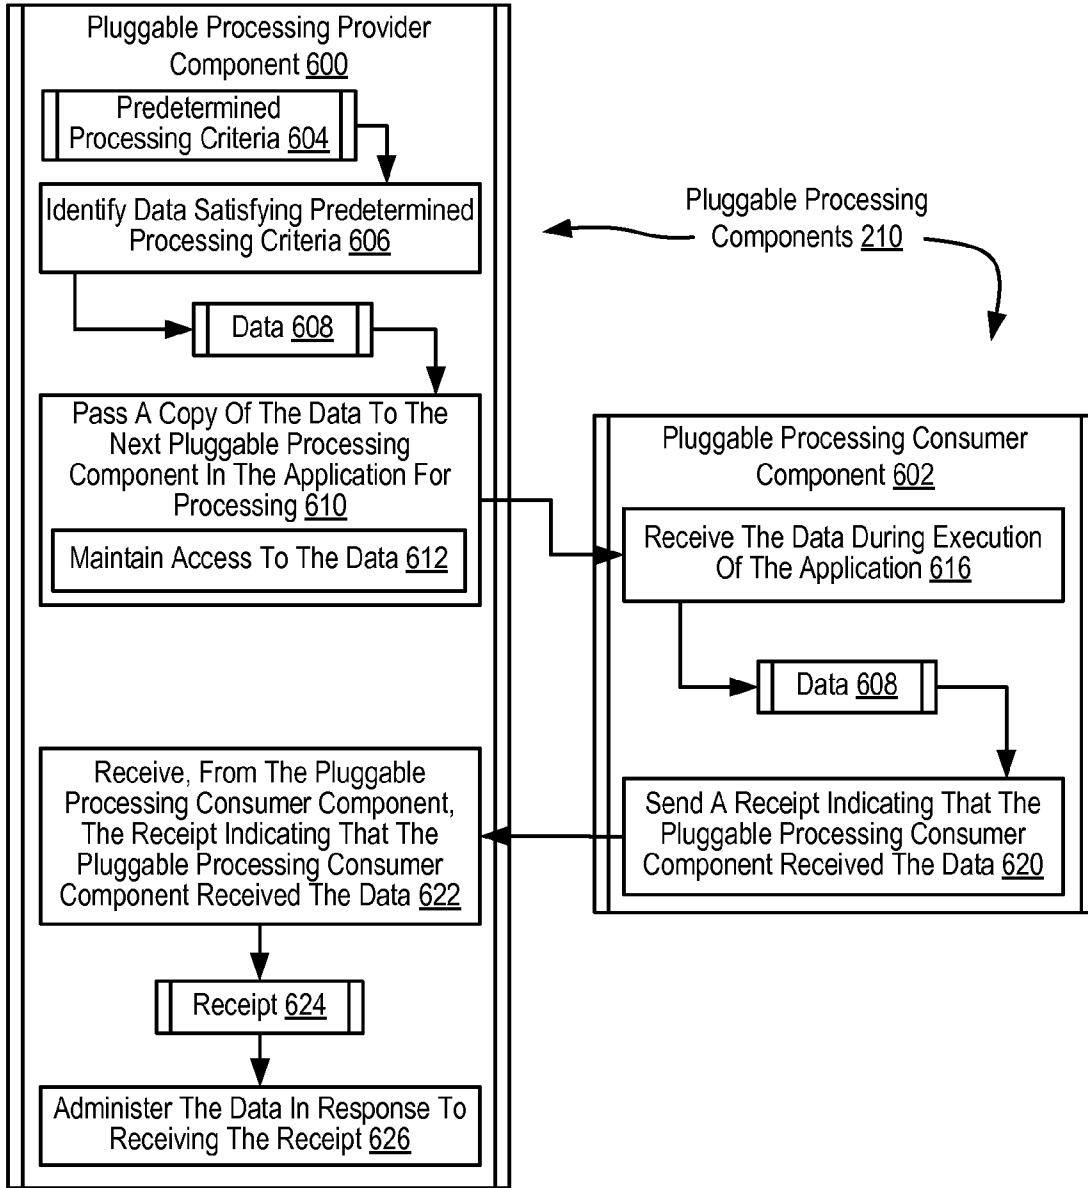 Pluggable Processing Provider
Component 600
Predetermined
Processing Criteria 604
Identify Data Satisfying Predetermined
Processing Criteria 606
Data 608
Pass A Copy Of The Data To The
Next Pluggable Processing
Component In The Application For
Processing 610
Maintain Access To The Data 612
Receive, From The Pluggable
Processing Consumer Component,
The Receipt Indicating That The
Pluggable Processing Consumer
Component Received The Data 622
Receipt 624
Administer The Data In Response To
Receiving The Receipt 626
Pluggable Processing
Components 210
Pluggable Processing Consumer
Component 602
Receive The Data During Execution
Of The Application 616
Data 608
Send A Receipt Indicating That The
Pluggable Processing Consumer
Component Received The Data 620